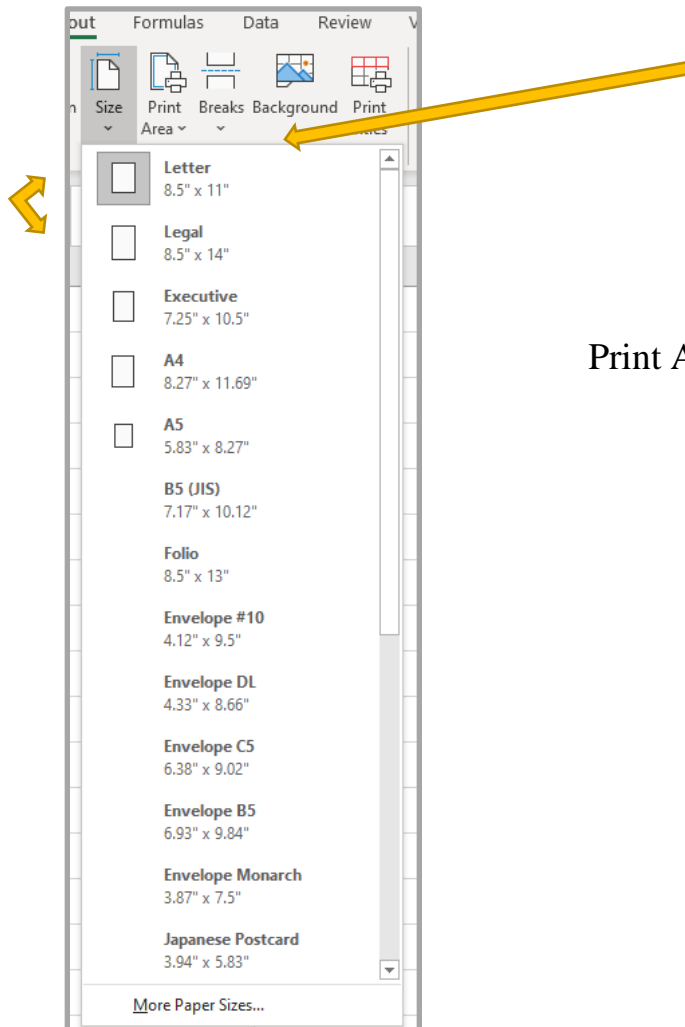 out Formulas Data Review
Size Print Breaks Background Print
Area
Letter
8.5" x 11"
Legal
8.5" x 14"
Executive
7.25" x 10.5"
A4
8.27" x 11.69"
A5
5.83" x 8.27"
Print A
B5 (JIS)
7.17" x 10.12"
Folio
8.5" x 13"
Envelope #10
4.12" x 9.5"
Envelope DL
4.33" x 8.66"
Envelope C5
6.38" x 9.02"
Envelope B5
6.93" x 9.84"
Envelope Monarch
3.87" x 7.5"
Japanese Postcard
3.94" x 5.83"
More Paper Sizes...